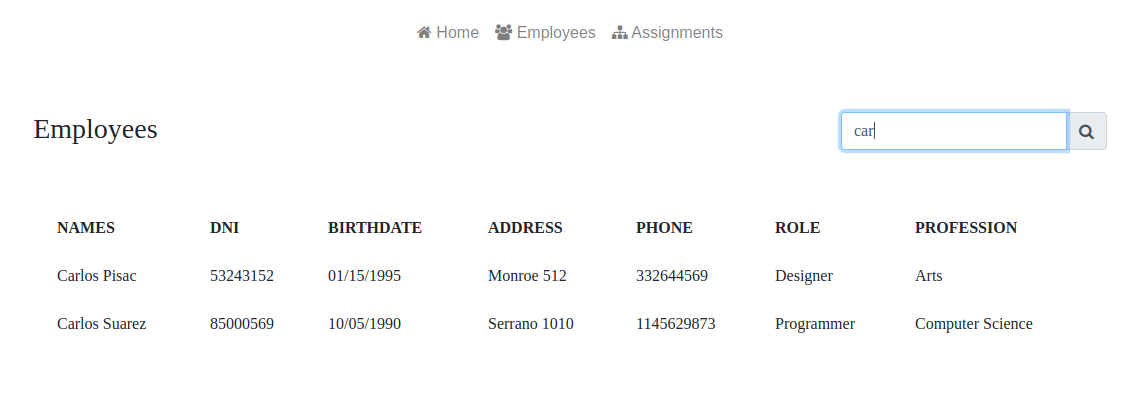 Home Employees Assignments
Employees
car
NAMES DNI BIRTHDATE ADDRESS PHONE ROLE PROFESSION
Carlos Pisac 53243152 01/15/1995 Monroe 512 332644569 Designer Arts
Carlos Suarez 85000569 10/05/1990 Serrano 1010 1145629873 Programmer Computer Science